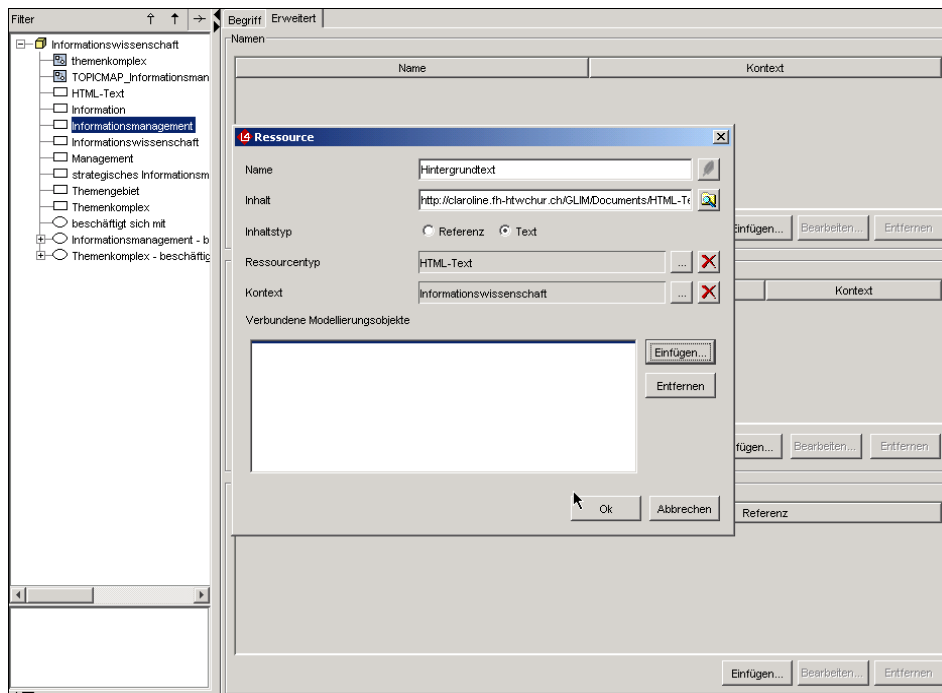 Filter
Informationswissenschaft
themenkomplex
TOPICMAP_Informationsman
HTML-Text
Information
Informationsmanagement
Informationswissenschaft
Management
strategisches Informationsm
Themengebiet
Themenkomplex
beschäftigt sich mit
Informationsmanagement - b
Themenkomplex - beschäftig
Begriff Erweitert
Namen
Name Kontext
Einfügen... Bearbeiten... Entfernen
Kontext
fügen... Bearbeiten... Entfernen
Referenz
Einfügen... Bearbeiten... Entfernen
Ressource
Name Hintergrundtext
Inhalt http://claroline.fh-htwchur.ch/GLIM/Documents/HTML-Te
Inhaltstyp Referenz Text
Ressourcentyp HTML-Text ...
Kontext Informationswissenschaft ...
Verbundene Modellierungsobjekte
Einfügen...
Entfernen
Ok Abbrechen